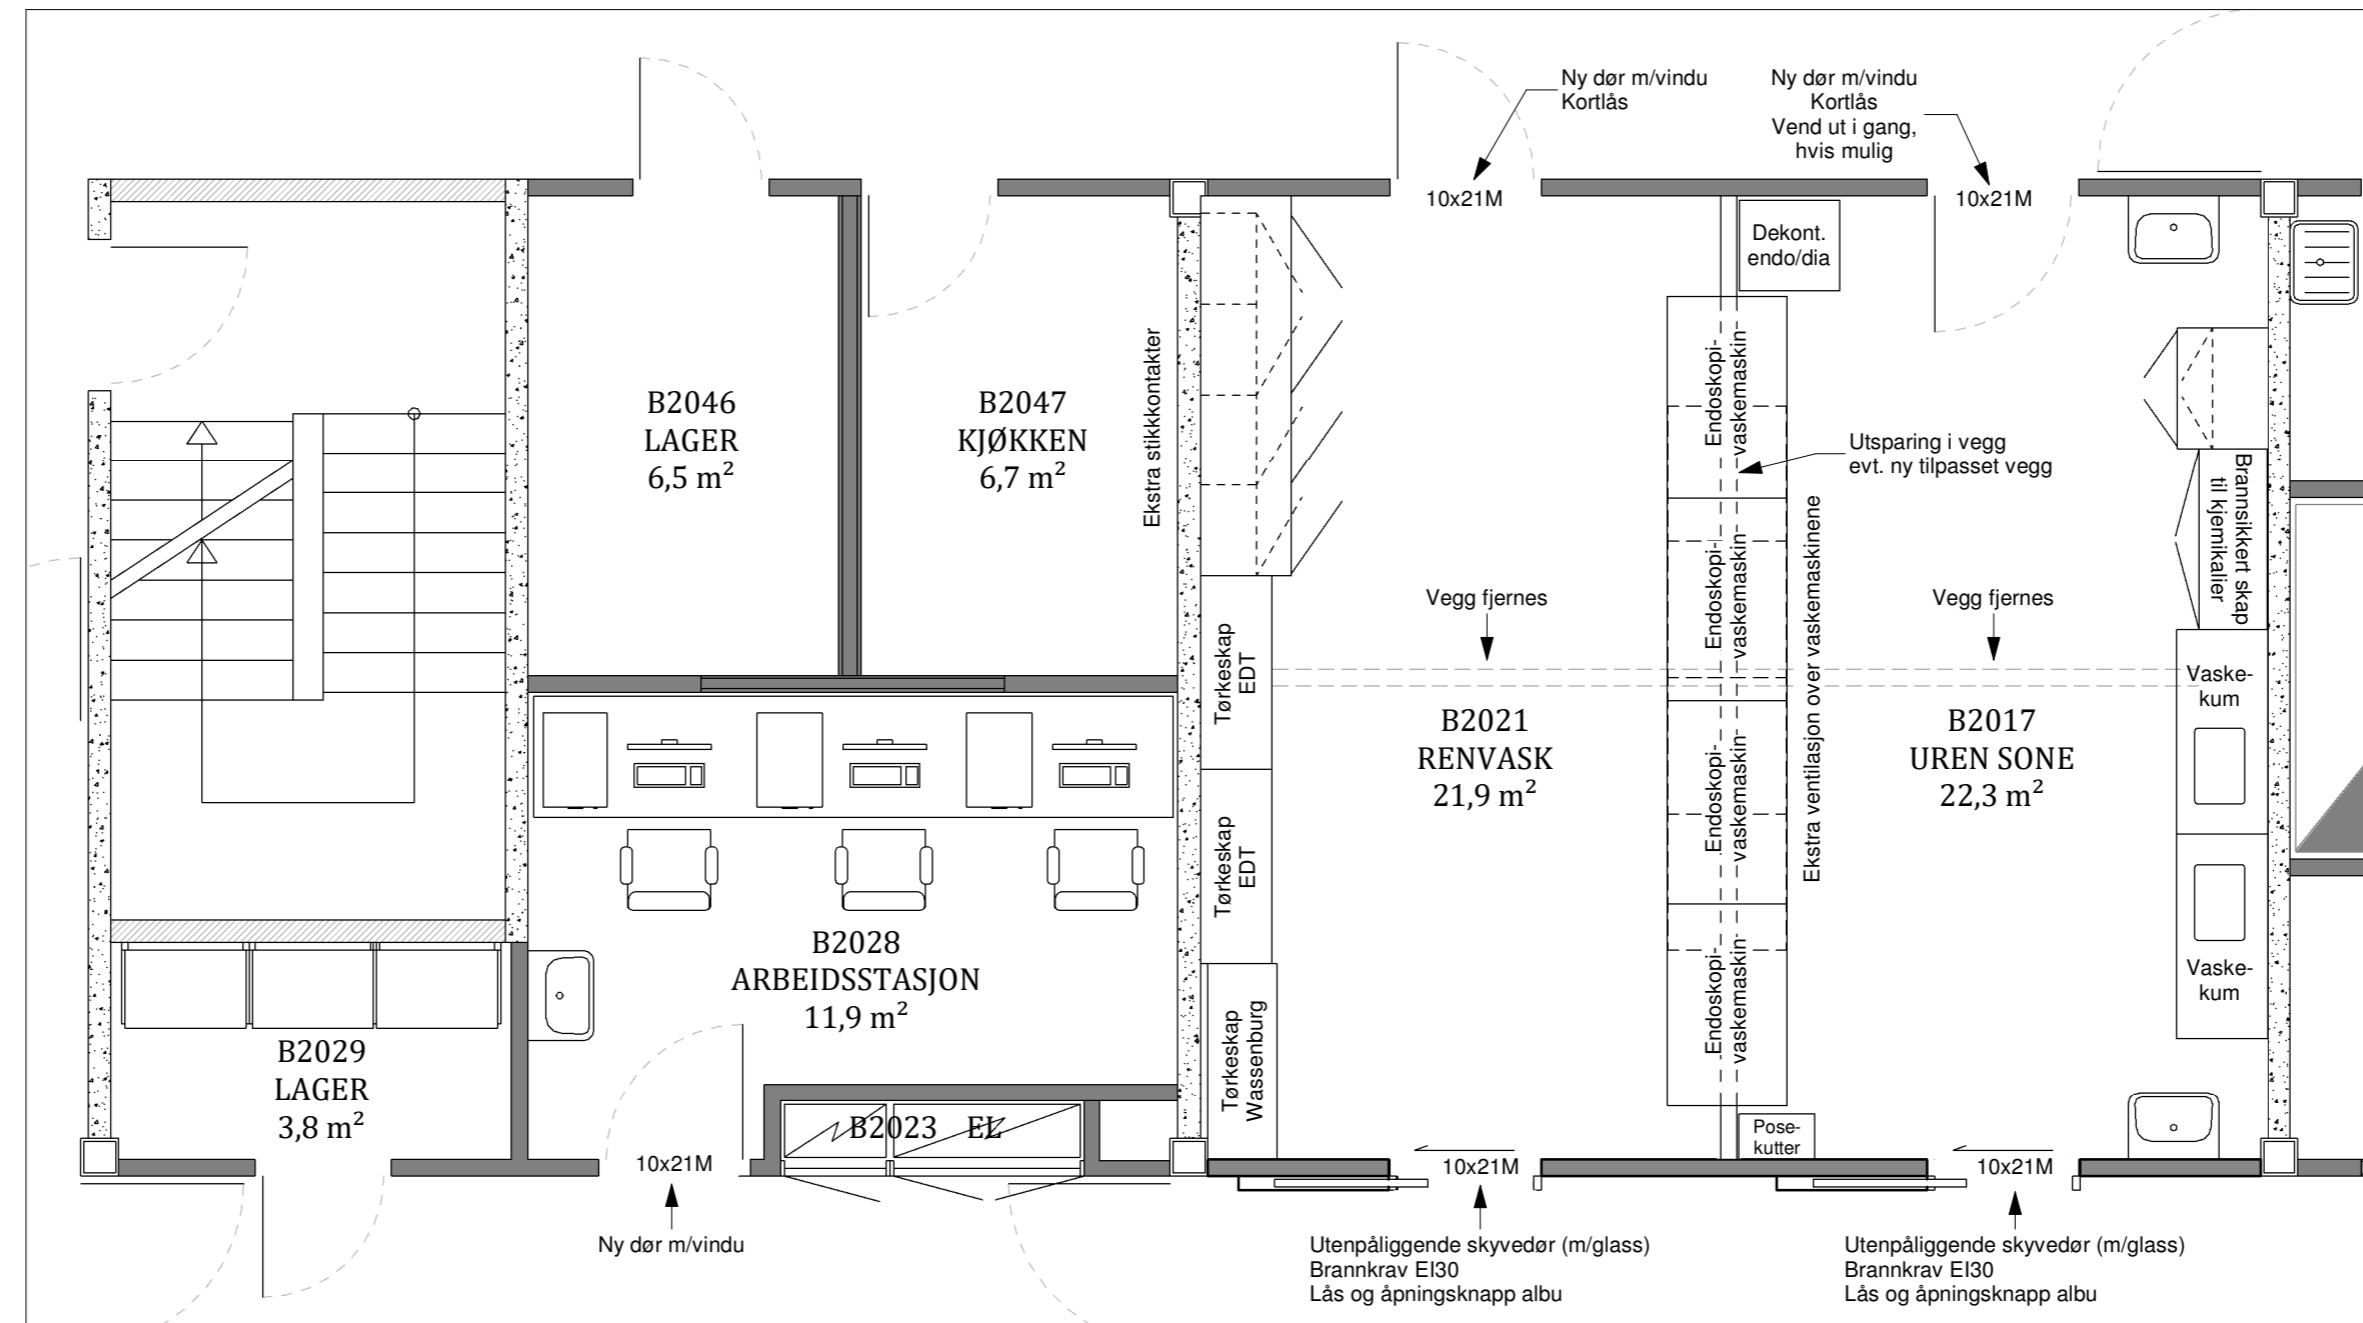 Ny dør m/vindu
Kortlås
Ny dør m/vindu
Kortlås
Vend ut i gang,
hvis mulig
10x21M
10x21M
Dekont.
endo/dia
B2046
LAGER
6,5 m²
B2047
KJØKKEN
6,7 m²
Ekstra stikkontakter
Endoskopi-
vaskemaskin
Utsparing i vegg
evt. ny tilpasset vegg
Brannsikkert skap
til kjemikalier
Endoskopi-
vaskemaskin
Ekstra ventilasjon over vaskemaskinene
Vegg fjernes
Vegg fjernes
Tørkeskap
EDT
Vaske-
kum
B2021
RENVASK
21,9 m²
B2017
UREN SONE
22,3 m²
Endoskopi-
vaskemaskin
Tørkeskap
EDT
B2028
ARBEIDSSTASJON
11,9 m²
Vaske-
kum
Endoskopi-
vaskemaskin
Tørkeskap
Wassenburg
B2029
LAGER
3,8 m²
B2023 EL
Pose-
kutter
10x21M
10x21M
10x21M
Ny dør m/vindu
Utenpåliggende skyvedør (m/glass)
Brannkrav EI30
Lås og åpningsknapp albu
Utenpåliggende skyvedør (m/glass)
Brannkrav EI30
Lås og åpningsknapp albu